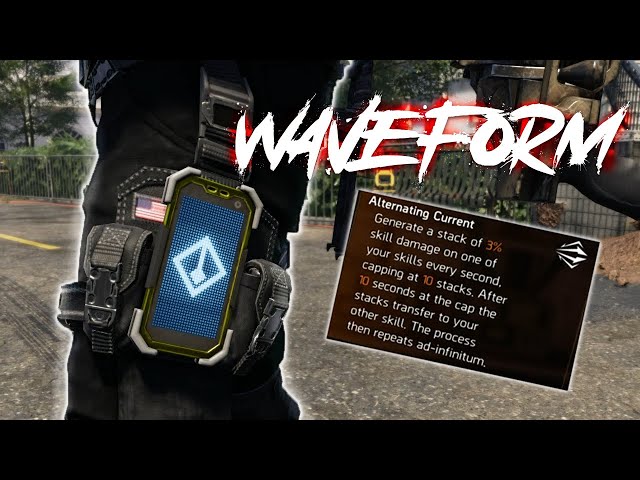 WAVEFORM
Alternating Current
Generate a stack of 3%
skill damage on one of
your skills every second,
capping at 10 stacks. After
10 seconds at the cap the
stacks transfer to your
other skill. The process
then repeats ad-infinitum.